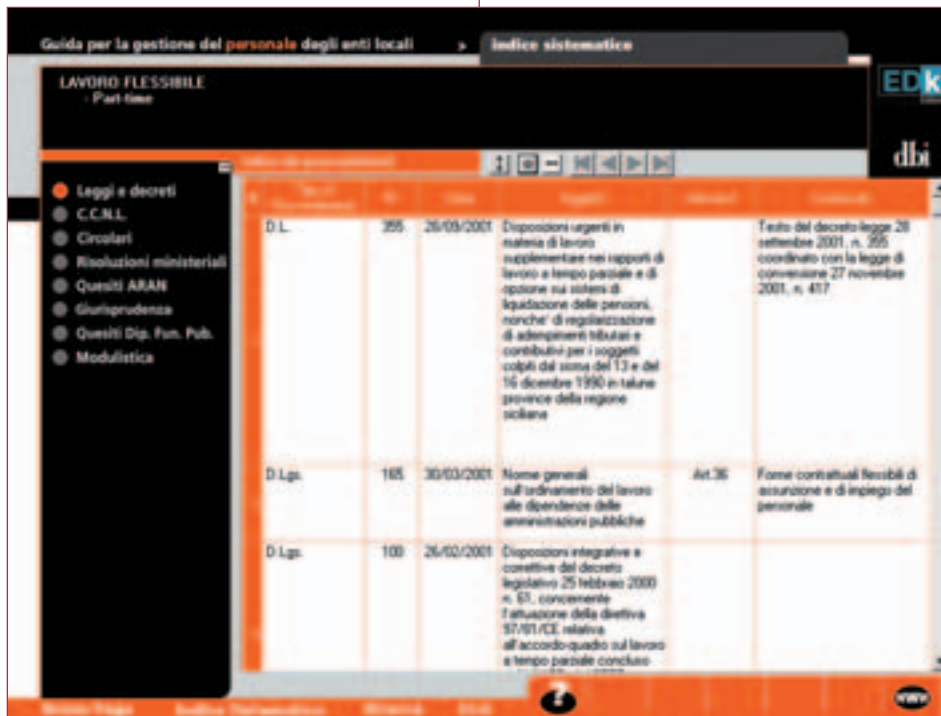 Guida per la gestione del personale degli enti locali > indice sistematico
LAVORO FLESSIBILE
- Part-time
EDk
dbi
Leggi e decreti
C.C.N.L.
Circolari
Risoluzioni ministeriali
Quesiti ARAN
Giurisprudenza
Quesiti Dip. Fun. Pub.
Modulistica
D.L. 355 28/09/2001 Disposizioni urgenti in
materia di lavoro
supplementare nei rapporti di
lavoro a tempo parziale e di
opzione sui sistemi di
liquidazione delle pensioni,
nonche' di regolarizzazione
di adempimenti tributari e
contributivi per i soggetti
colpiti dal sisma del 13 e del
16 dicembre 1990 in talune
province della regione
siciliana
Testo del decreto legge 28
settembre 2001, n. 355
coordinato con la legge di
conversione 27 novembre
2001, n. 417
D.Lgs. 165 30/03/2001 Norme generali
sull'ordinamento del lavoro
alle dipendenze delle
amministrazioni pubbliche
Art.36
Forme contrattuali flessibili di
assunzione e di impiego del
personale
D.Lgs. 100 26/02/2001 Disposizioni integrative e
correttive del decreto
legislativo 25 febbraio 2000
n. 61, concernente
l'attuazione della direttiva
97/81/CE relativa
all'accordo-quadro sul lavoro
a tempo parziale concluso
?